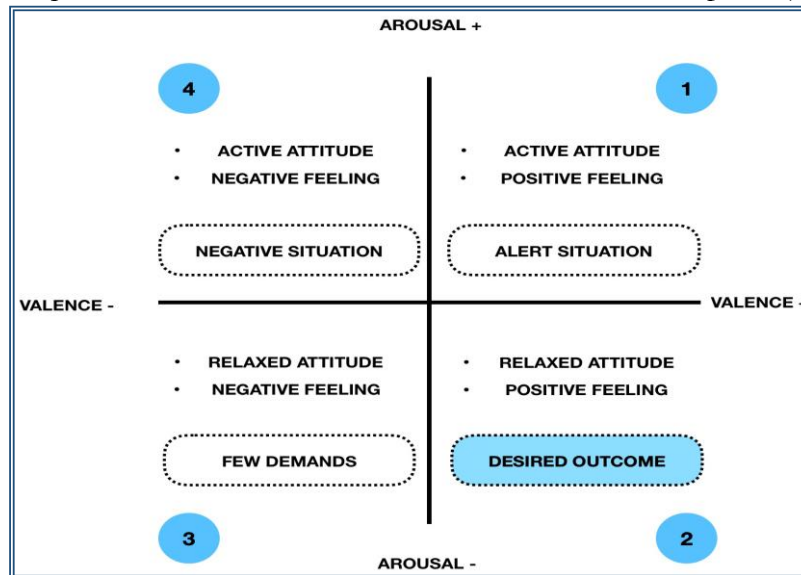 AROUSAL +
4
1
• ACTIVE ATTITUDE
• NEGATIVE FEELING
• ACTIVE ATTITUDE
• POSITIVE FEELING
NEGATIVE SITUATION
ALERT SITUATION
VALENCE -
VALENCE +
• RELAXED ATTITUDE
• NEGATIVE FEELING
• RELAXED ATTITUDE
• POSITIVE FEELING
FEW DEMANDS
DESIRED OUTCOME
3
2
AROUSAL -